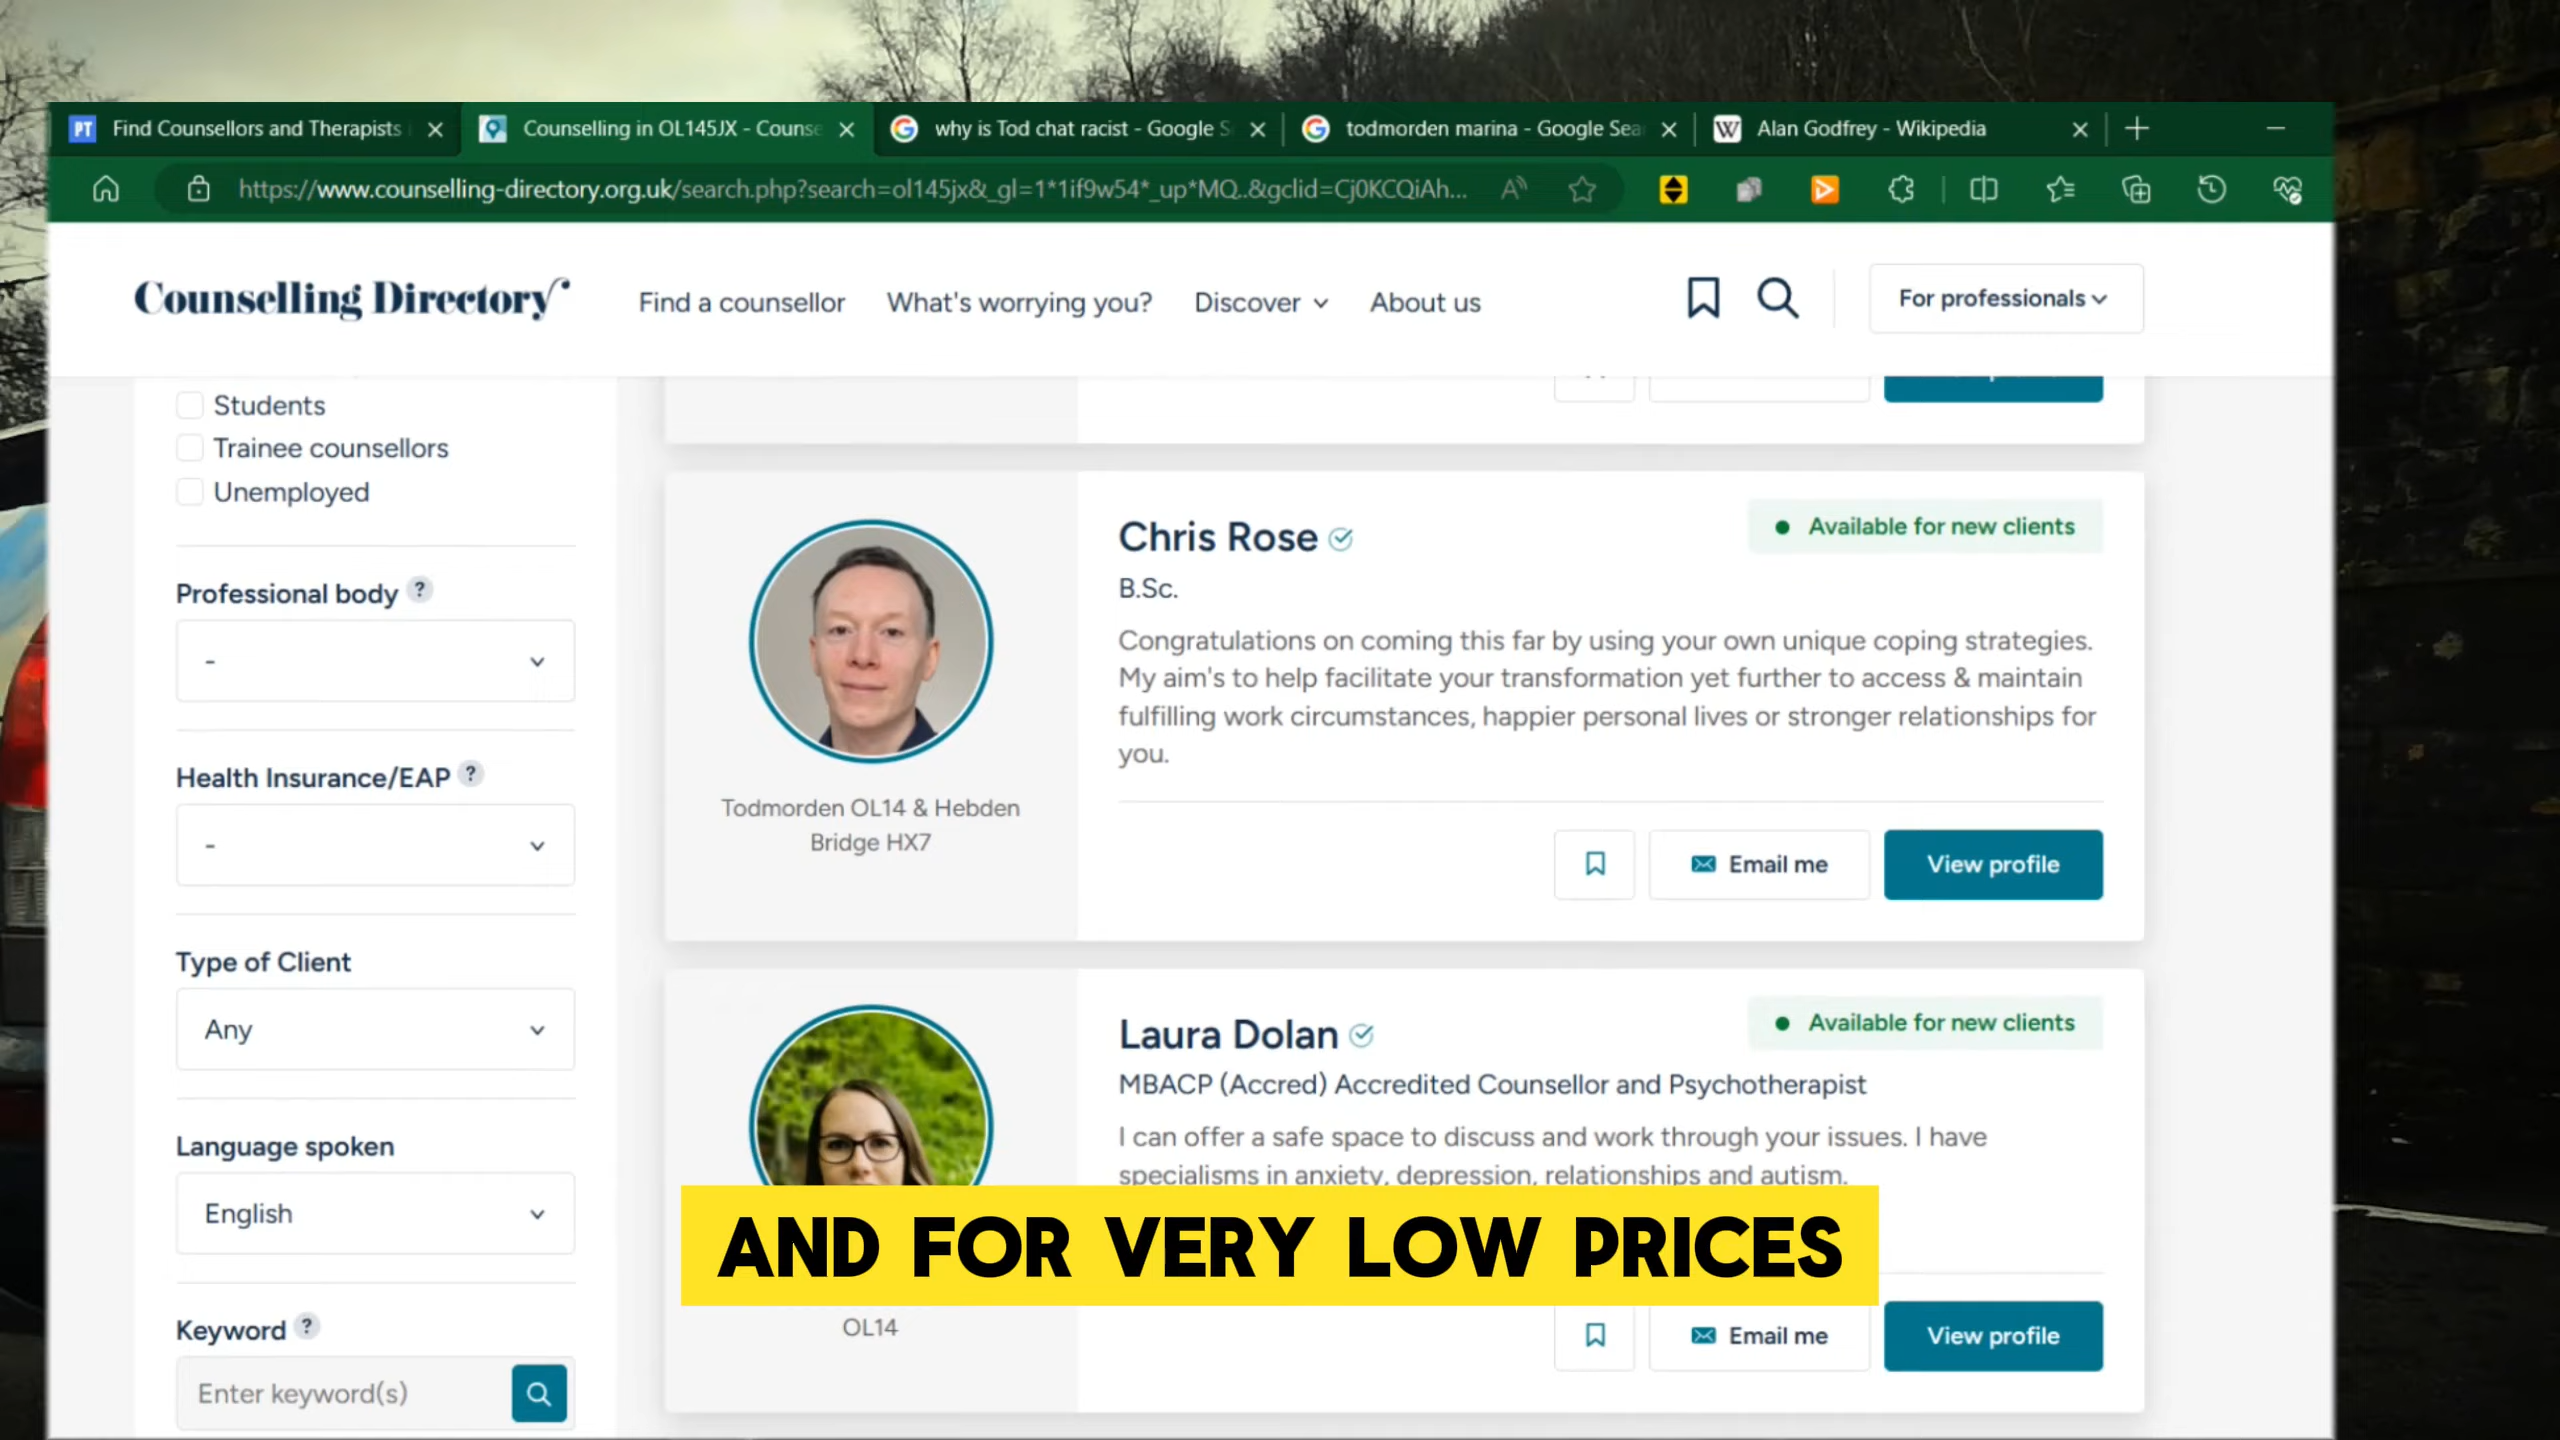 PT Find Counsellors and Therapists
Counselling in OL145JX - Counse
why is Tod chat racist - Google S
todmorden marina - Google Sea
W Alan Godfrey - Wikipedia
https://www.counselling-directory.org.uk/search.php?search=ol145jx&_gl=1*1if9w54*_up*MQ..&gclid=Cj0KCQiAh...
Counselling Directory
Find a counsellor
What's worrying you?
Discover
About us
For professionals
Students
Trainee counsellors
Unemployed
Professional body ?
-
Health Insurance/EAP ?
-
Type of Client
Any
Language spoken
English
Keyword ?
Enter keyword(s)
Chris Rose
Available for new clients
B.Sc.
Congratulations on coming this far by using your own unique coping strategies.
My aim's to help facilitate your transformation yet further to access & maintain
fulfilling work circumstances, happier personal lives or stronger relationships for
you.
Todmorden OL14 & Hebden
Bridge HX7
Email me
View profile
Laura Dolan
Available for new clients
MBACP (Accred) Accredited Counsellor and Psychotherapist
I can offer a safe space to discuss and work through your issues. I have
specialisms in anxiety, depression, relationships and autism.
AND FOR VERY LOW PRICES
OL14
Email me
View profile